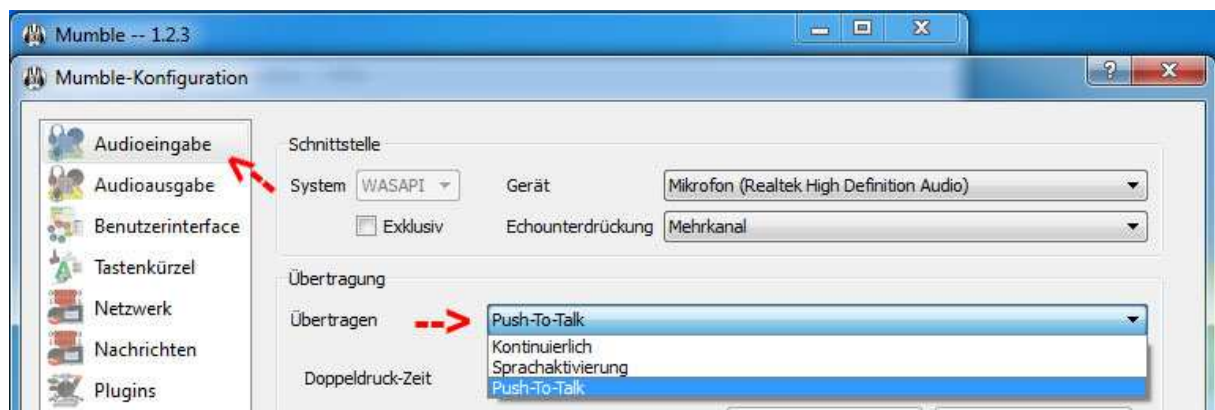 Mumble -- 1.2.3
Mumble-Konfiguration
Audioeingabe
Audioausgabe
Benutzerinterface
Tastenkürzel
Netzwerk
Nachrichten
Plugins
Schnittstelle
System WASAPI Gerät Mikrofon (Realtek High Definition Audio)
Exklusiv Echounterdrückung Mehrkanal
Übertragung
Übertragen Push-To-Talk
Kontinuierlich
Sprachaktivierung
Push-To-Talk
Doppeldruck-Zeit